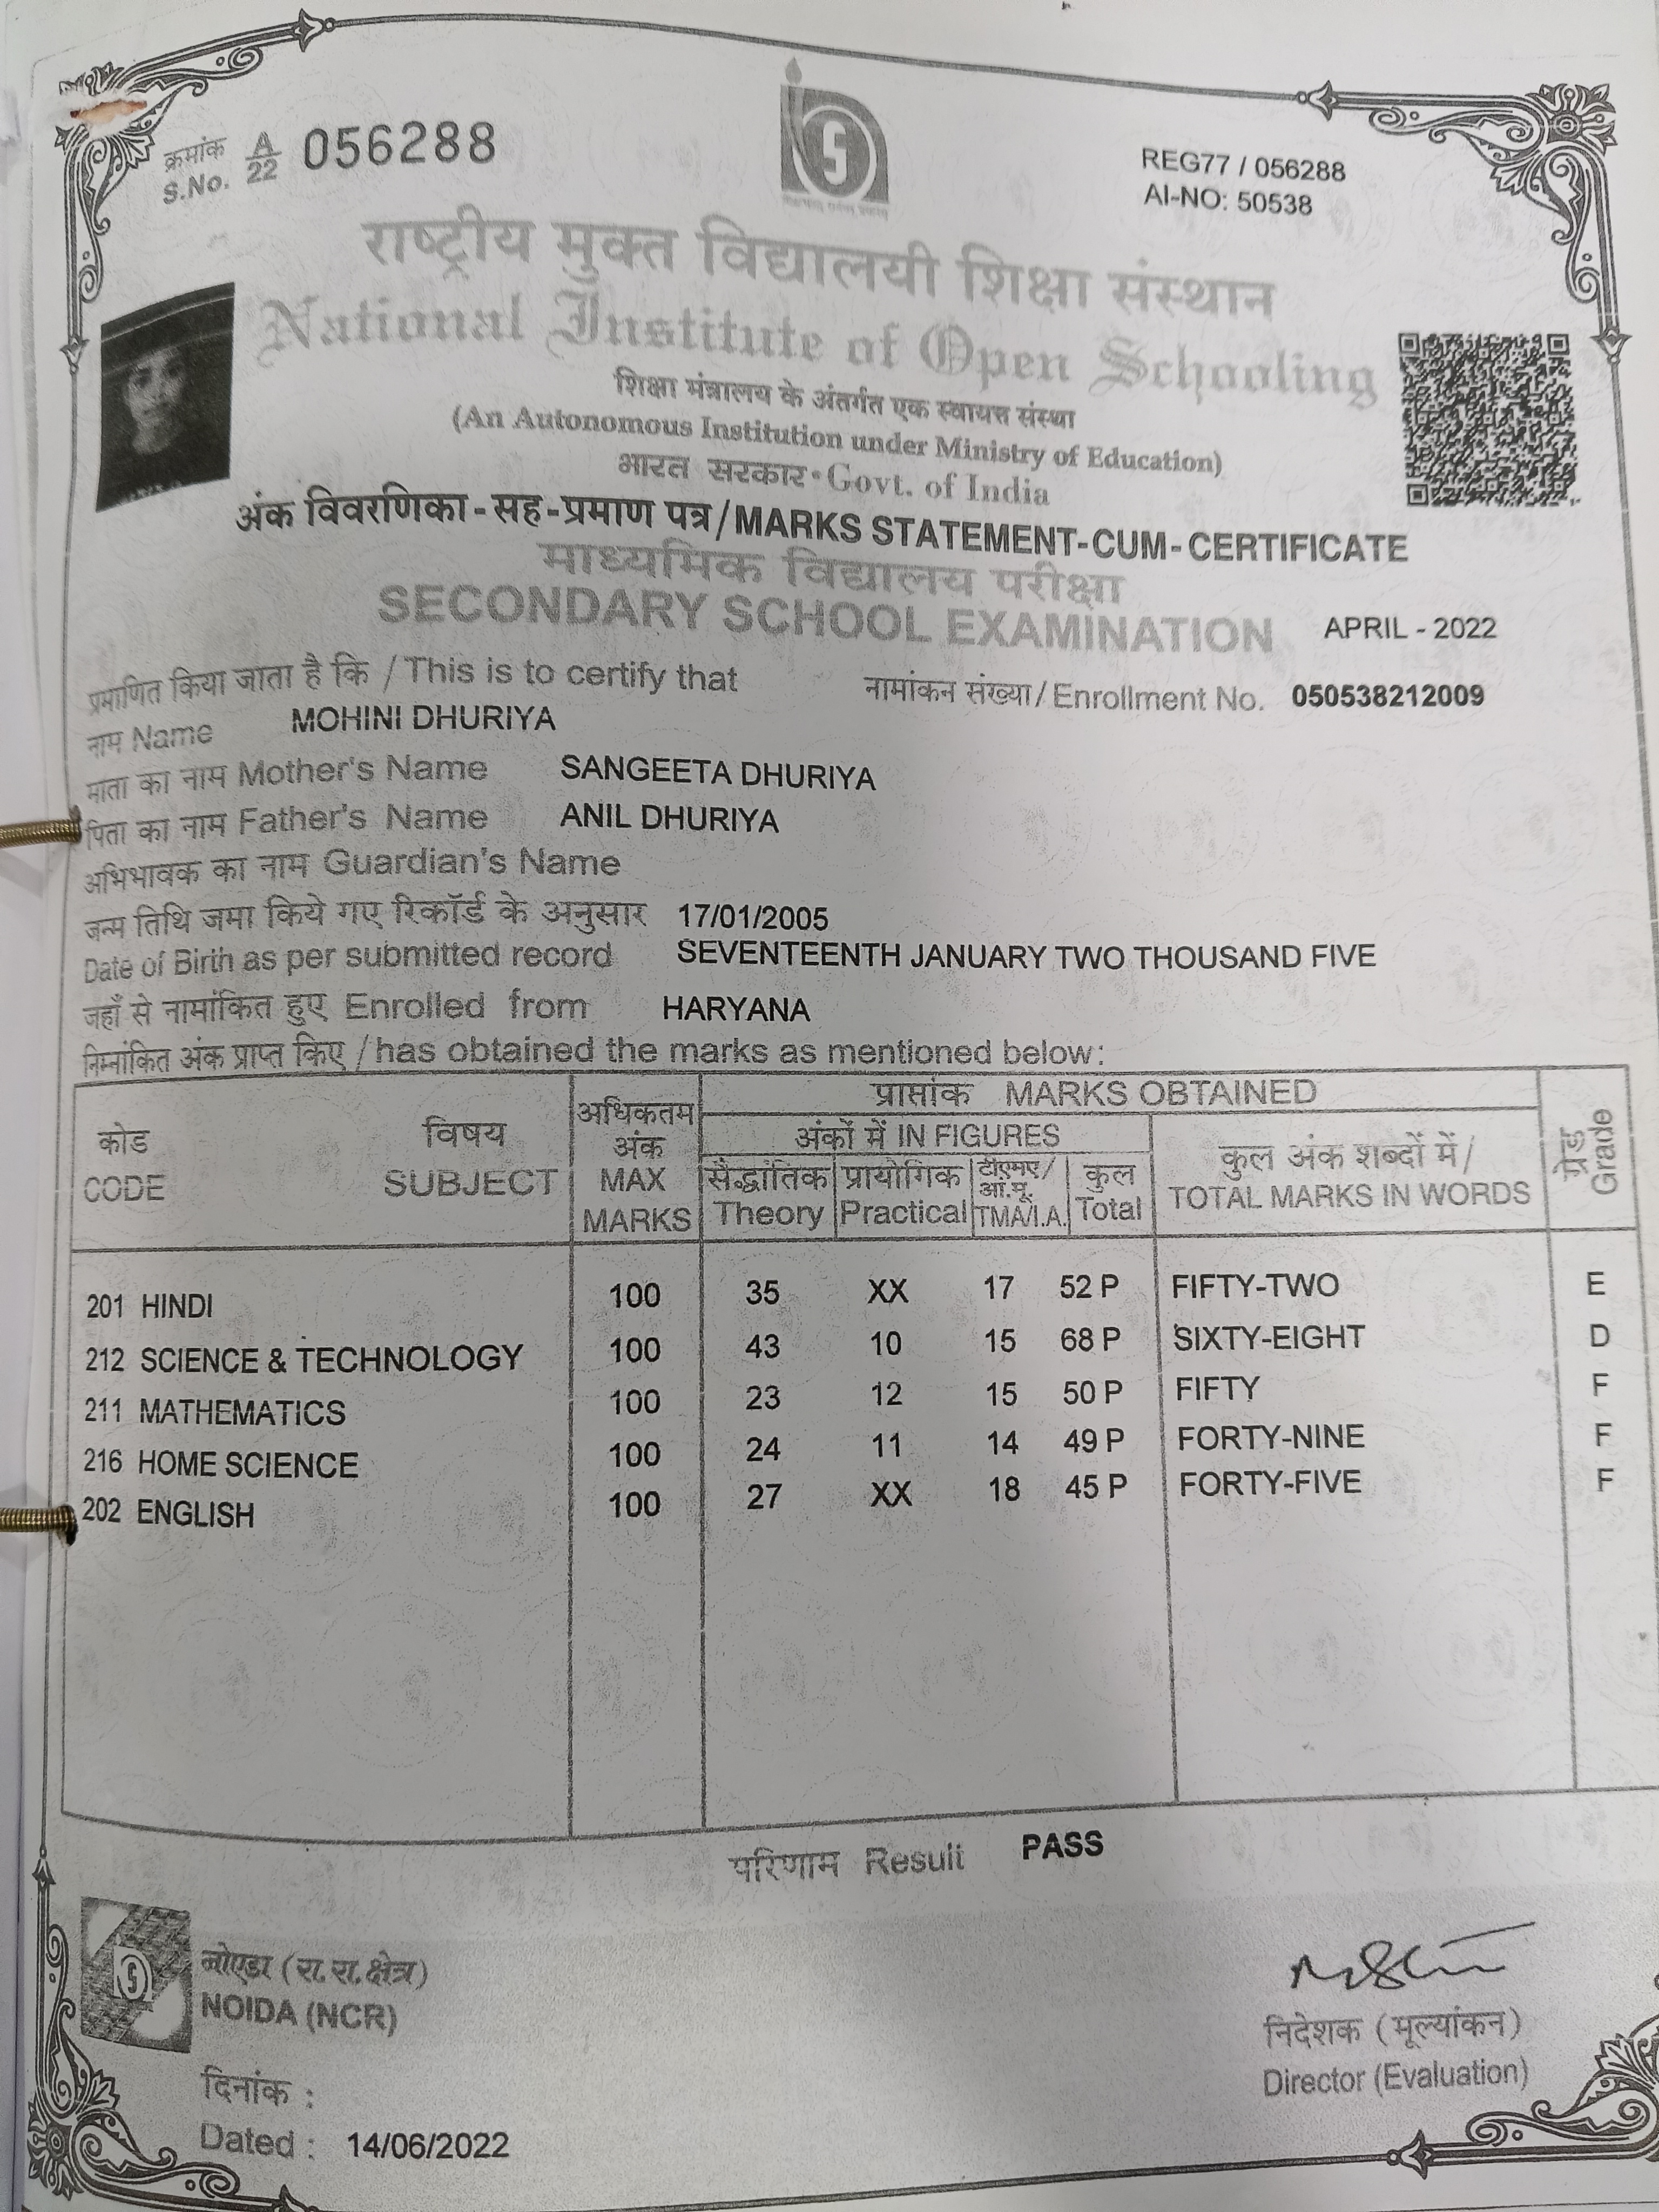 क्रमांक S.No. A/22 056288
REG77 / 056288
AI-NO: 50538
राष्ट्रीय मुक्त विद्यालयी शिक्षा संस्थान
National Institute of Open Schooling
शिक्षा मंत्रालय के अंतर्गत एक स्वायत्त संस्था
(An Autonomous Institution under Ministry of Education)
भारत सरकार • Govt. of India
अंक विवरणिका - सह - प्रमाण पत्र / MARKS STATEMENT-CUM-CERTIFICATE
माध्यमिक विद्यालय परीक्षा
SECONDARY SCHOOL EXAMINATION APRIL - 2022
प्रमाणित किया जाता है कि / This is to certify that नामांकन संख्या / Enrollment No. 050538212009
नाम Name MOHINI DHURIYA
माता का नाम Mother's Name SANGEETA DHURIYA
पिता का नाम Father's Name ANIL DHURIYA
अभिभावक का नाम Guardian's Name
जन्म तिथि जमा किये गए रिकॉर्ड के अनुसार 17/01/2005
Date of Birth as per submitted record SEVENTEENTH JANUARY TWO THOUSAND FIVE
जहाँ से नामांकित हुए Enrolled from HARYANA
निम्नांकित अंक प्राप्त किए / has obtained the marks as mentioned below:
कोड CODE
विषय SUBJECT
अधिकतम अंक MAX MARKS
प्राप्तांक MARKS OBTAINED
अंकों में IN FIGURES
सैद्धांतिक Theory
प्रायोगिक Practical
टीएमए/आं.मू. TMA/I.A.
कुल Total
कुल अंक शब्दों में / TOTAL MARKS IN WORDS
ग्रेड Grade
201 HINDI 100 35 XX 17 52 P FIFTY-TWO E
212 SCIENCE & TECHNOLOGY 100 43 10 15 68 P SIXTY-EIGHT D
211 MATHEMATICS 100 23 12 15 50 P FIFTY F
216 HOME SCIENCE 100 24 11 14 49 P FORTY-NINE F
202 ENGLISH 100 27 XX 18 45 P FORTY-FIVE F
परिणाम Result PASS
नोएडा (रा.रा.क्षेत्र)
NOIDA (NCR)
निदेशक (मूल्यांकन)
Director (Evaluation)
दिनांक :
Dated : 14/06/2022